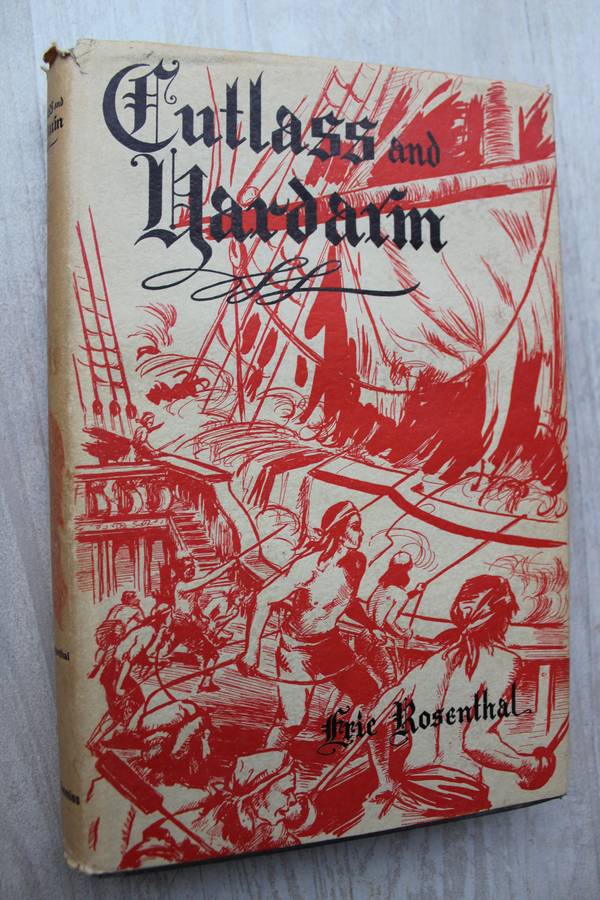 Cutlass and
Yardarm
Eric Rosenthal